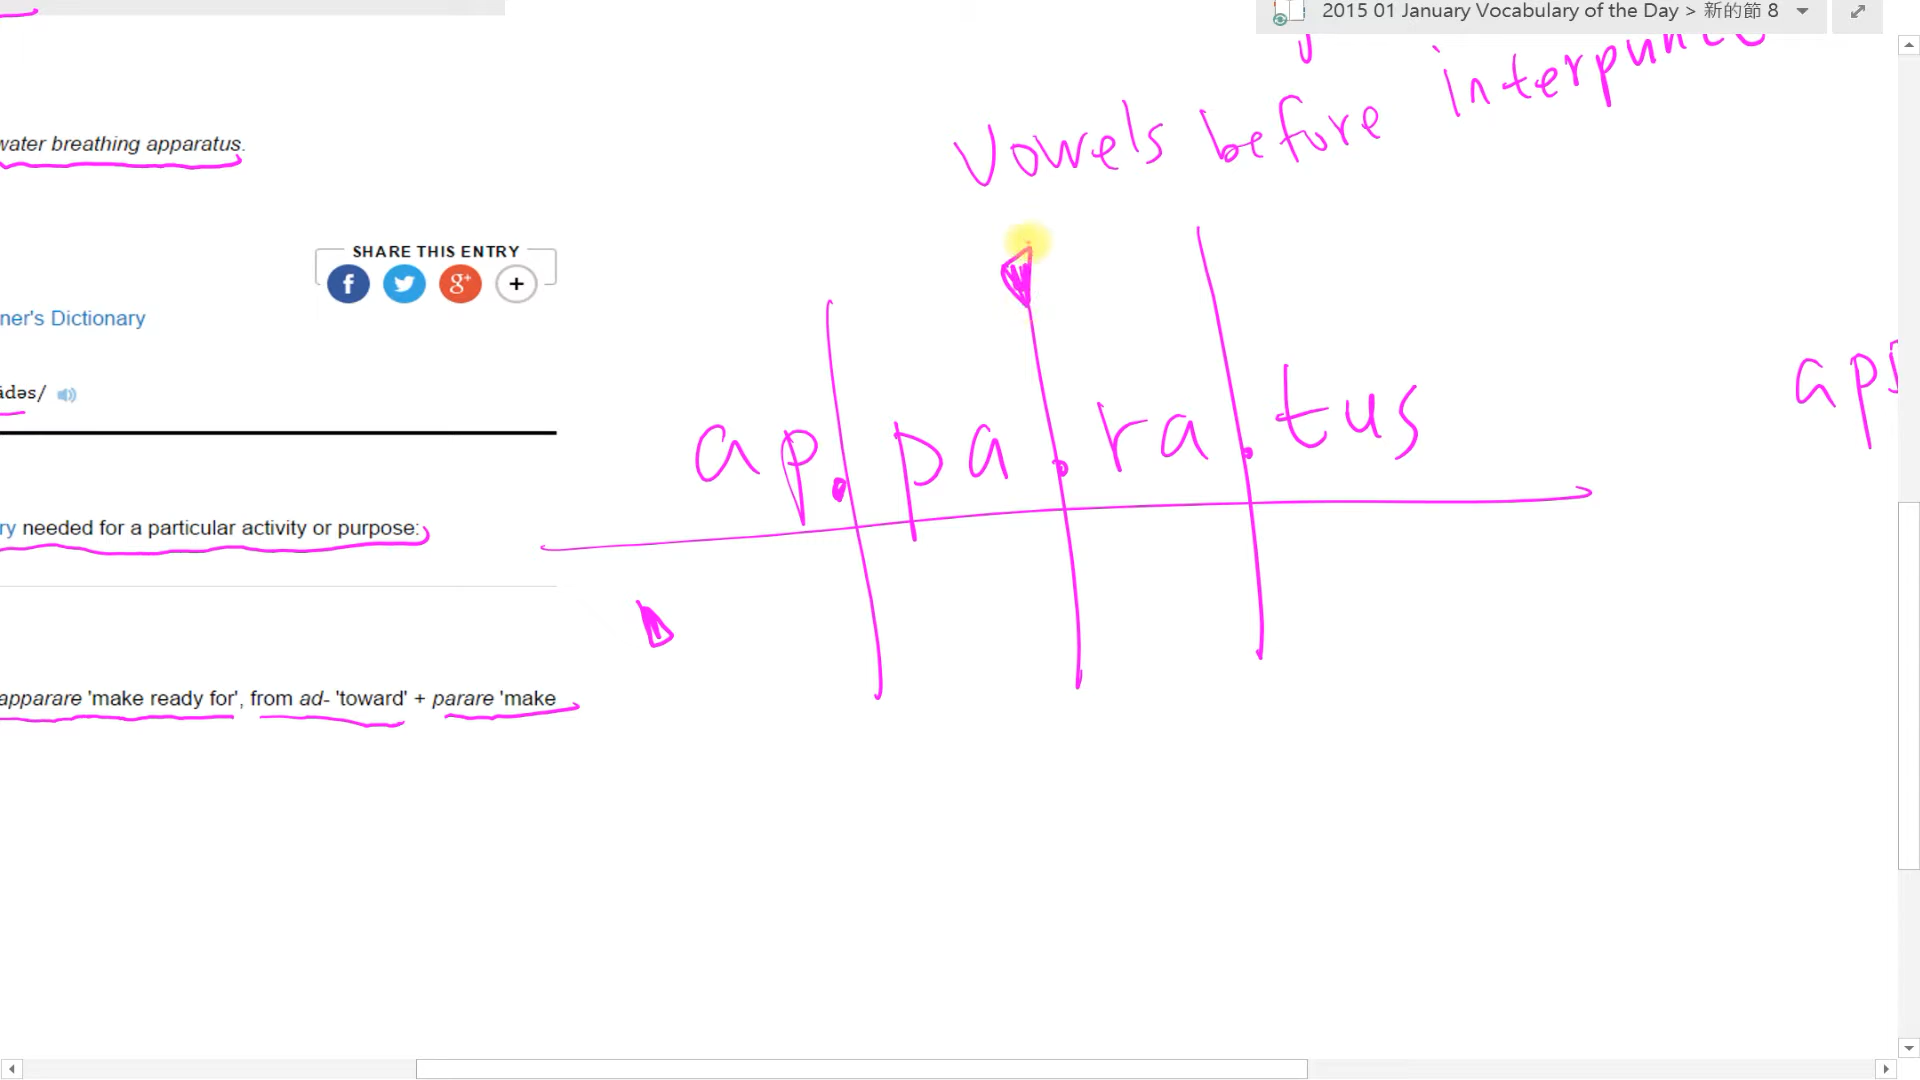 2015 01 January Vocabulary of the Day > 新的節 8
Vowels before
water breathing apparatus.
SHARE THIS ENTRY
ner's Dictionary
ap.pa.ra.tus
ədəs/
ry needed for a particular activity or purpose:
apparare 'make ready for', from ad- 'toward' + parare 'make